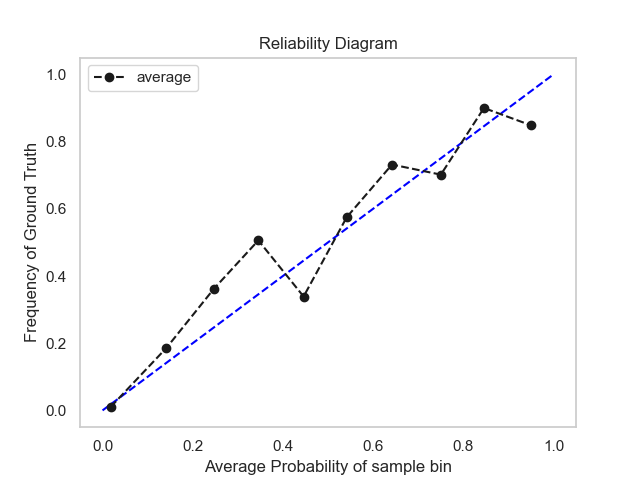 Reliability Diagram
average
Frequency of Ground Truth
1.0
0.8
0.6
0.4
0.2
0.0
0.0 0.2 0.4 0.6 0.8 1.0
Average Probability of sample bin